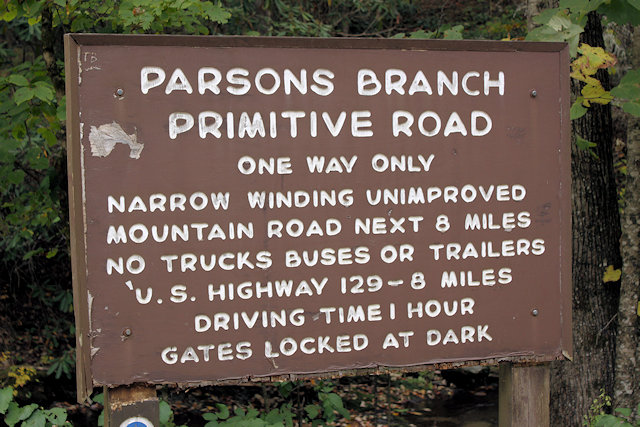 PARSONS BRANCH
PRIMITIVE ROAD
ONE WAY ONLY
NARROW WINDING UNIMPROVED
MOUNTAIN ROAD NEXT 8 MILES
NO TRUCKS BUSES OR TRAILERS
U.S. HIGHWAY 129-8 MILES
DRIVING TIME 1 HOUR
GATES LOCKED AT DARK